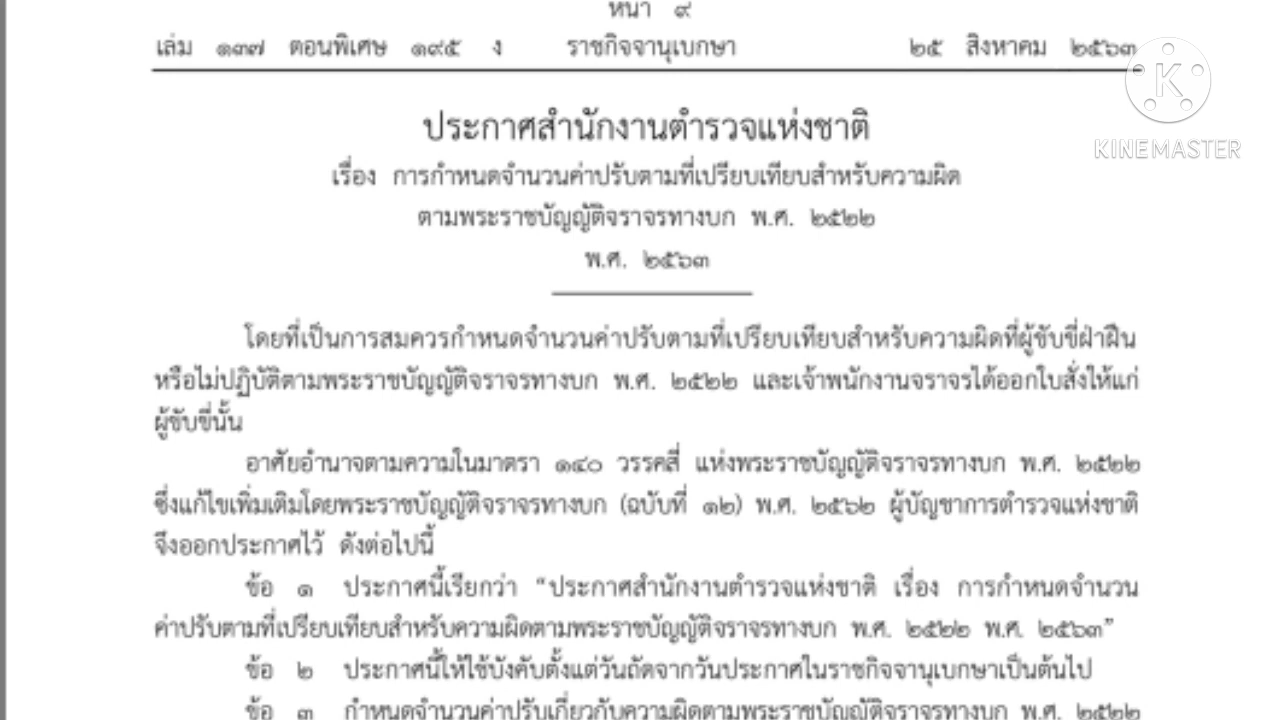 หน้า ๙
เล่ม ๑๓๗ ตอนพิเศษ ๑๙๕ ง ราชกิจจานุเบกษา ๒๕ สิงหาคม ๒๕๖๓
KINEMASTER
ประกาศสำนักงานตำรวจแห่งชาติ
เรื่อง การกำหนดจำนวนค่าปรับตามที่เปรียบเทียบสำหรับความผิด
ตามพระราชบัญญัติจราจรทางบก พ.ศ. ๒๕๒๒
พ.ศ. ๒๕๖๓
โดยที่เป็นการสมควรกำหนดจำนวนค่าปรับตามที่เปรียบเทียบสำหรับความผิดที่ผู้ขับขี่ฝ่าฝืน
หรือไม่ปฏิบัติตามพระราชบัญญัติจราจรทางบก พ.ศ. ๒๕๒๒ และเจ้าพนักงานจราจรได้ออกใบสั่งให้แก่
ผู้ขับขี่นั้น
อาศัยอำนาจตามความในมาตรา ๑๔๐ วรรคสี่ แห่งพระราชบัญญัติจราจรทางบก พ.ศ. ๒๕๒๒
ซึ่งแก้ไขเพิ่มเติมโดยพระราชบัญญัติจราจรทางบก (ฉบับที่ ๑๒) พ.ศ. ๒๕๖๒ ผู้บัญชาการตำรวจแห่งชาติ
จึงออกประกาศไว้ ดังต่อไปนี้
ข้อ ๑ ประกาศนี้เรียกว่า “ประกาศสำนักงานตำรวจแห่งชาติ เรื่อง การกำหนดจำนวน
ค่าปรับตามที่เปรียบเทียบสำหรับความผิดตามพระราชบัญญัติจราจรทางบก พ.ศ. ๒๕๒๒ พ.ศ. ๒๕๖๓”
ข้อ ๒ ประกาศนี้ให้ใช้บังคับตั้งแต่วันถัดจากวันประกาศในราชกิจจานุเบกษาเป็นต้นไป
ข้อ ๓ กำหนดจำนวนค่าปรับเกี่ยวกับความผิดตามพระราชบัญญัติจราจรทางบก พ.ศ. ๒๕๒๒